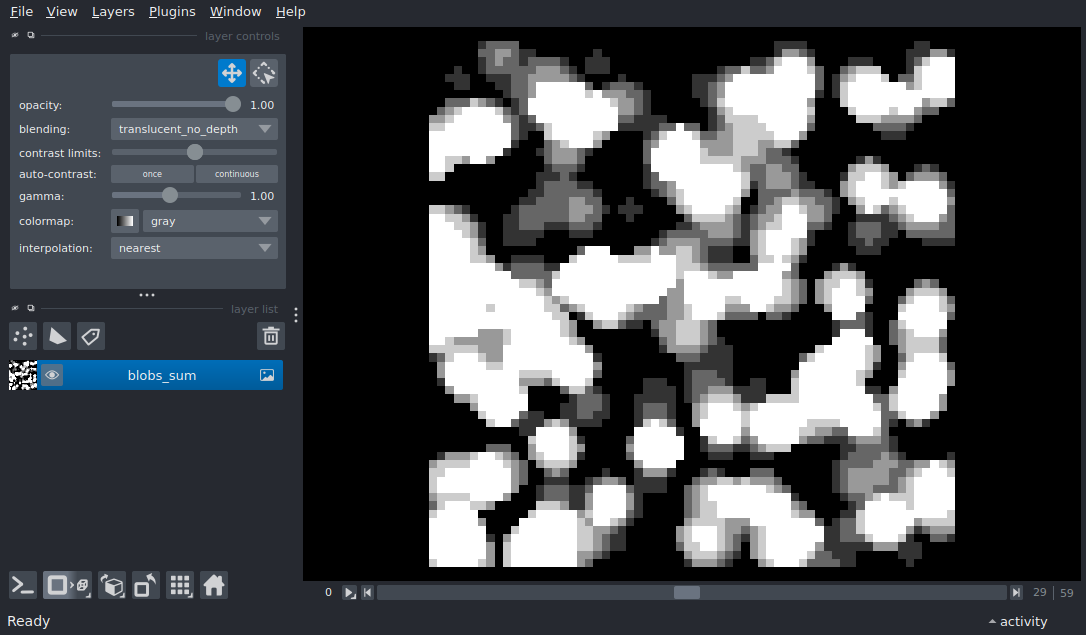 File View Layers Plugins Window Help
layer controls
opacity: 1.00
blending: translucent_no_depth
contrast limits:
auto-contrast: once continuous
gamma: 1.00
colormap: gray
interpolation: nearest
layer list
blobs_sum
0 29 59
Ready activity